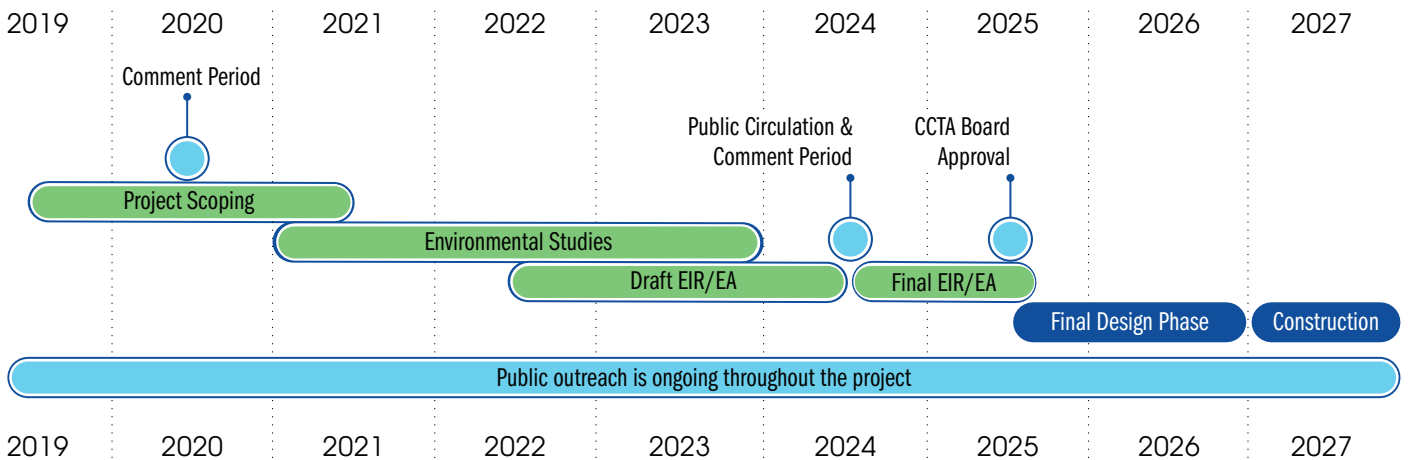 2019 2020 2021 2022 2023 2024 2025 2026 2027
Comment Period
Public Circulation &
Comment Period
CCTA Board
Approval
Project Scoping
Environmental Studies
Draft EIR/EA
Final EIR/EA
Final Design Phase
Construction
Public outreach is ongoing throughout the project
2019 2020 2021 2022 2023 2024 2025 2026 2027